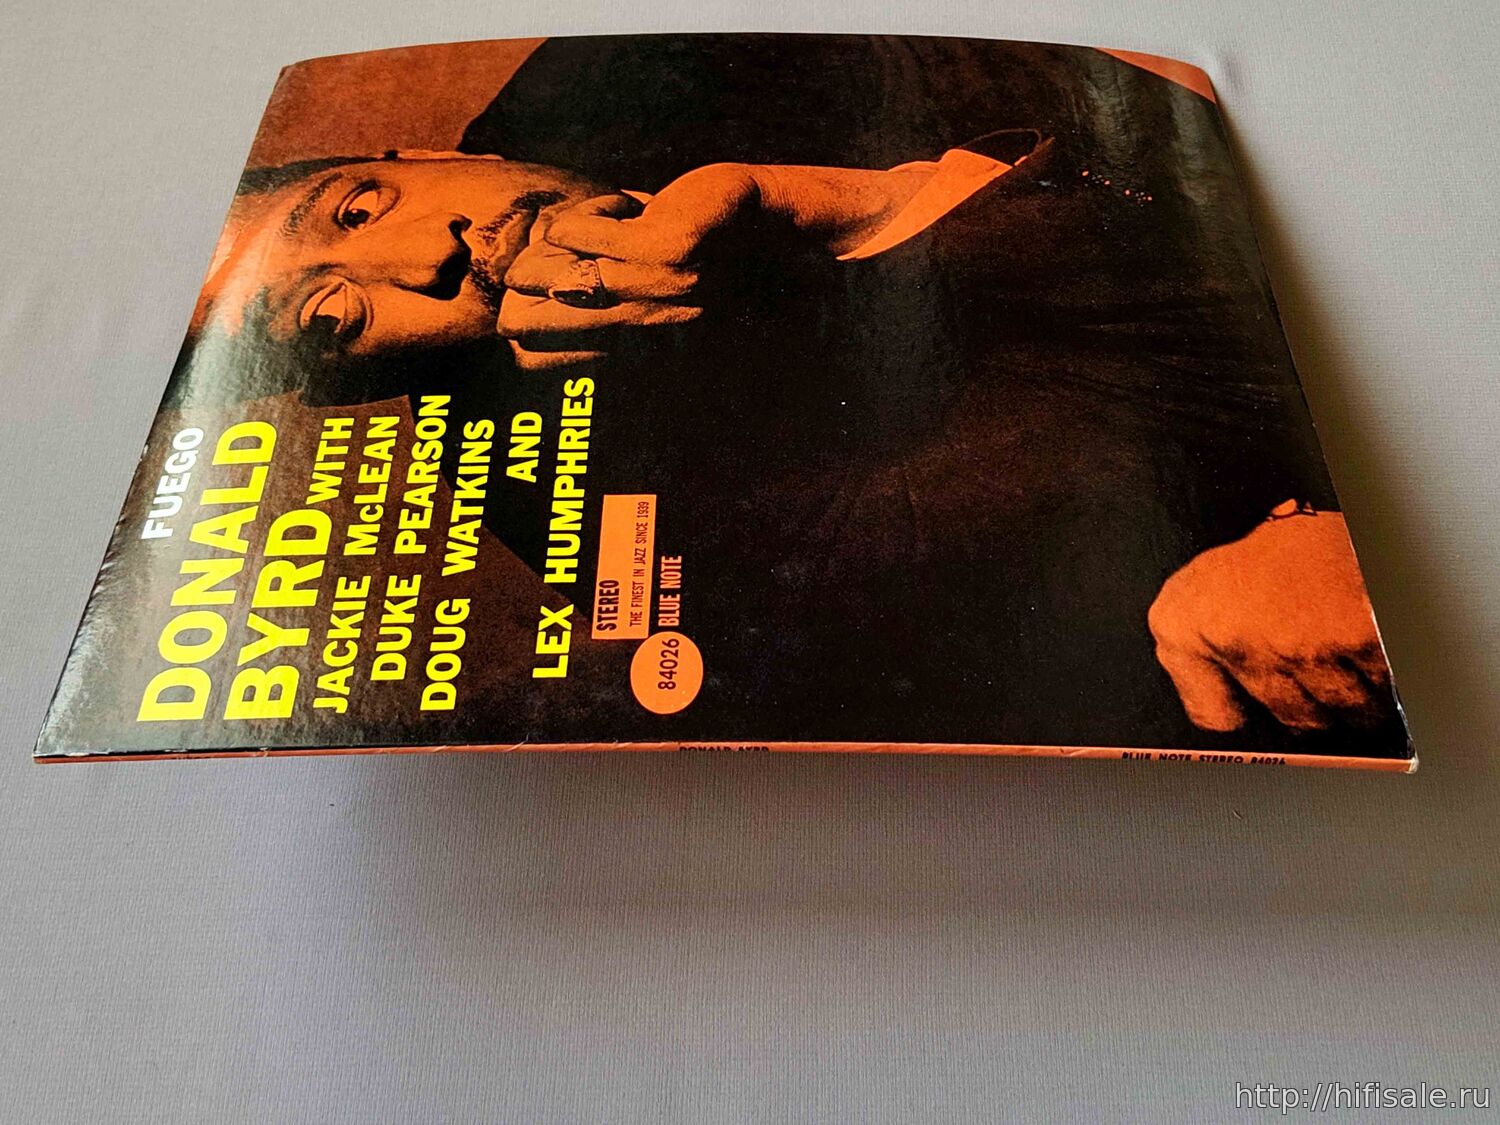 FUEGO
DONALD
BYRD WITH
JACKIE McLEAN
DUKE PEARSON
DOUG WATKINS
AND
LEX HUMPHRIES
STEREO
THE FINEST IN JAZZ SINCE 1939
84026 BLUE NOTE
DONALD BYRD
BLUE NOTE STEREO 84026
http://hifisale.ru